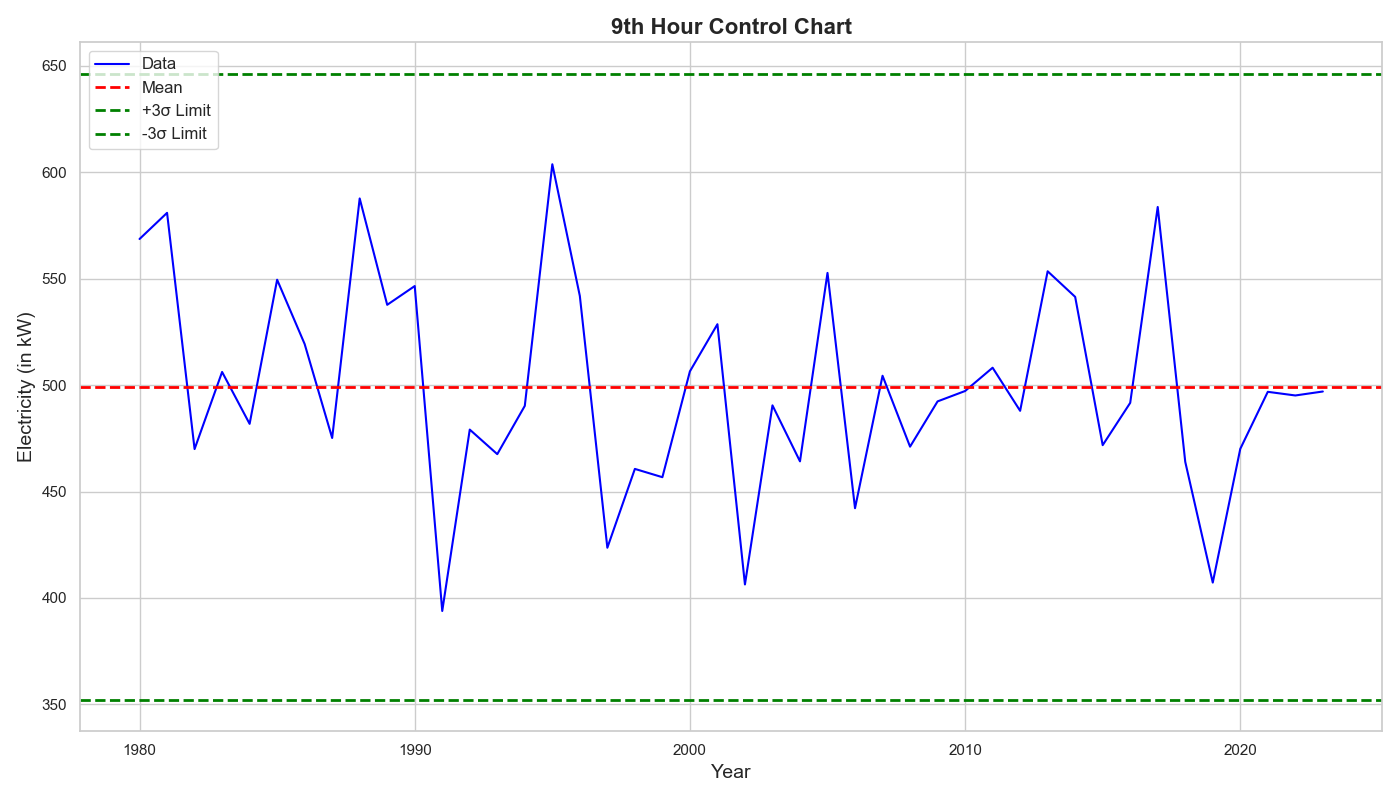 9th Hour Control Chart
Data
Mean
+3σ Limit
-3σ Limit
Electricity (in kW)
650
600
550
500
450
400
350
1980
1990
2000
2010
2020
Year